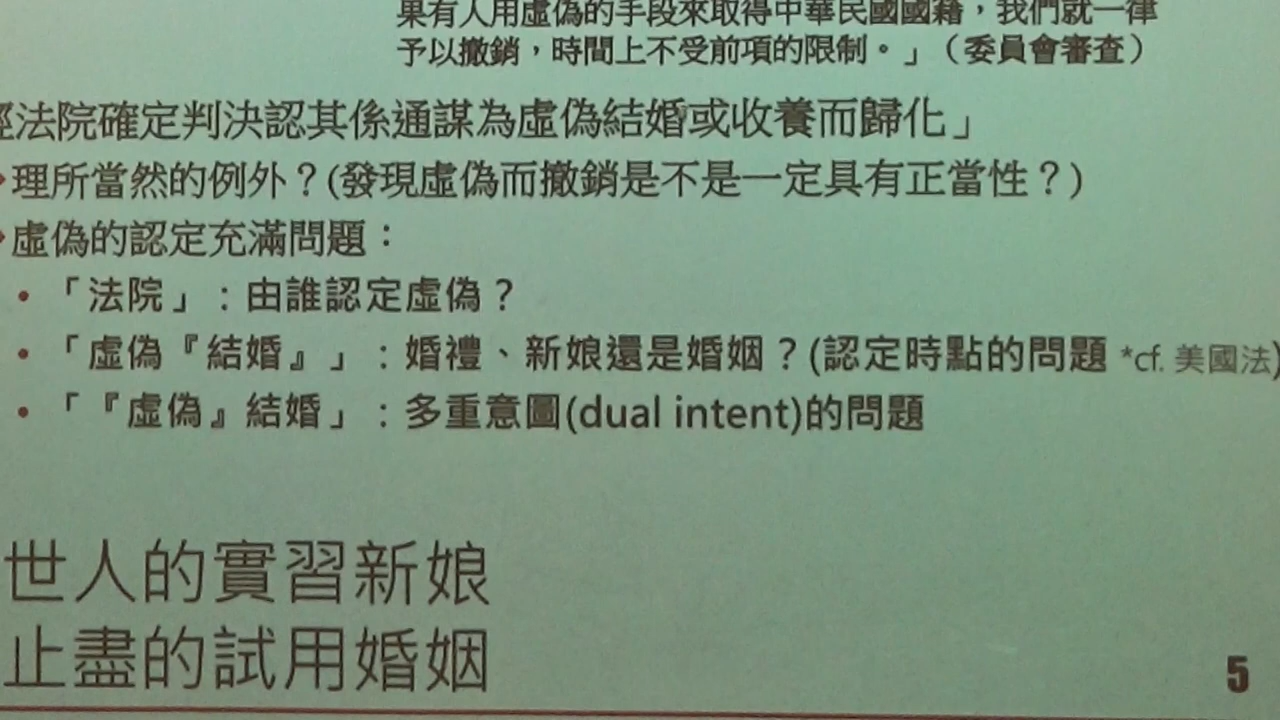 果有人用虛偽的手段來取得中華民國國籍，我們就一律
予以撤銷，時間上不受前項的限制。」（委員會審查）
經法院確定判決認其係通謀為虛偽結婚或收養而歸化」
理所當然的例外？(發現虛偽而撤銷是不是一定具有正當性？)
虛偽的認定充滿問題：
• 「法院」：由誰認定虛偽？
• 「虛偽『結婚』」：婚禮、新娘還是婚姻？(認定時點的問題 *cf. 美國法)
• 「『虛偽』結婚」：多重意圖(dual intent)的問題
世人的實習新娘
止盡的試用婚姻
5